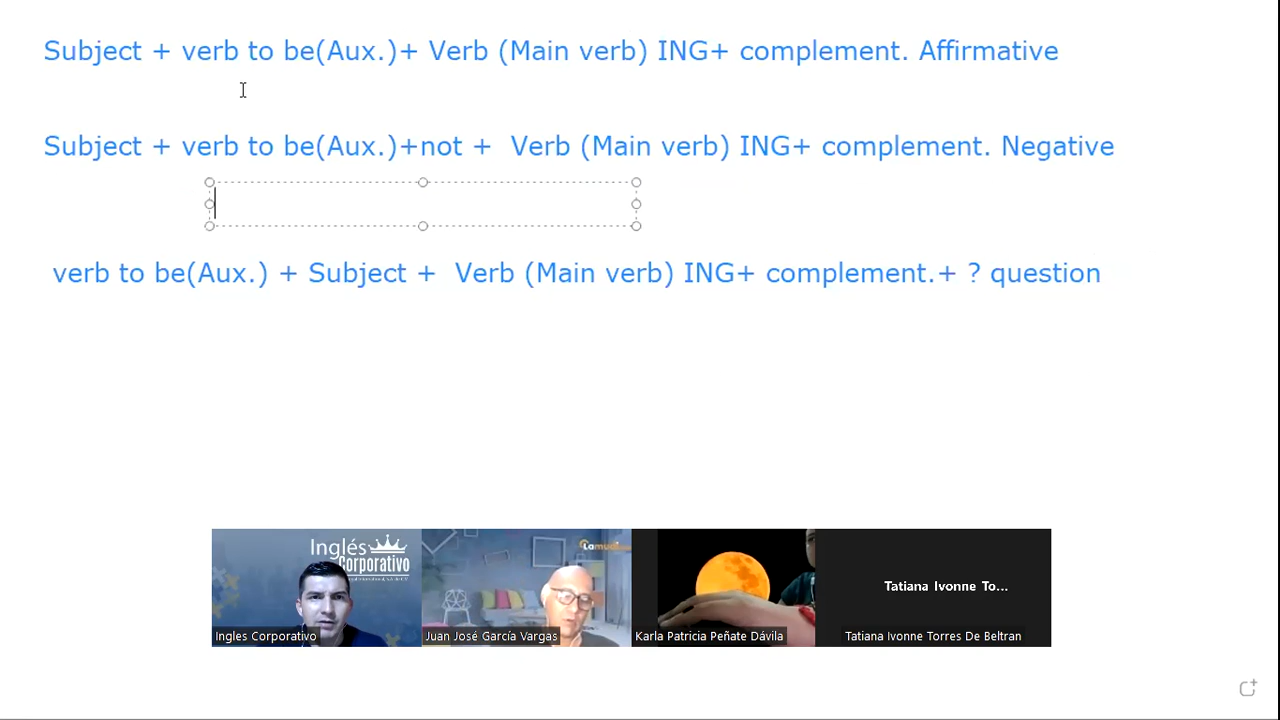 Subject + verb to be(Aux.)+ Verb (Main verb) ING+ complement. Affirmative
Subject + verb to be(Aux.)+not +  Verb (Main verb) ING+ complement. Negative
verb to be(Aux.) + Subject +  Verb (Main verb) ING+ complement.+ ? question
Inglés
Corporativo
Ingles Corporativo
Juan José García Vargas
Karla Patricia Peñate Dávila
Tatiana Ivonne To...
Tatiana Ivonne Torres De Beltran